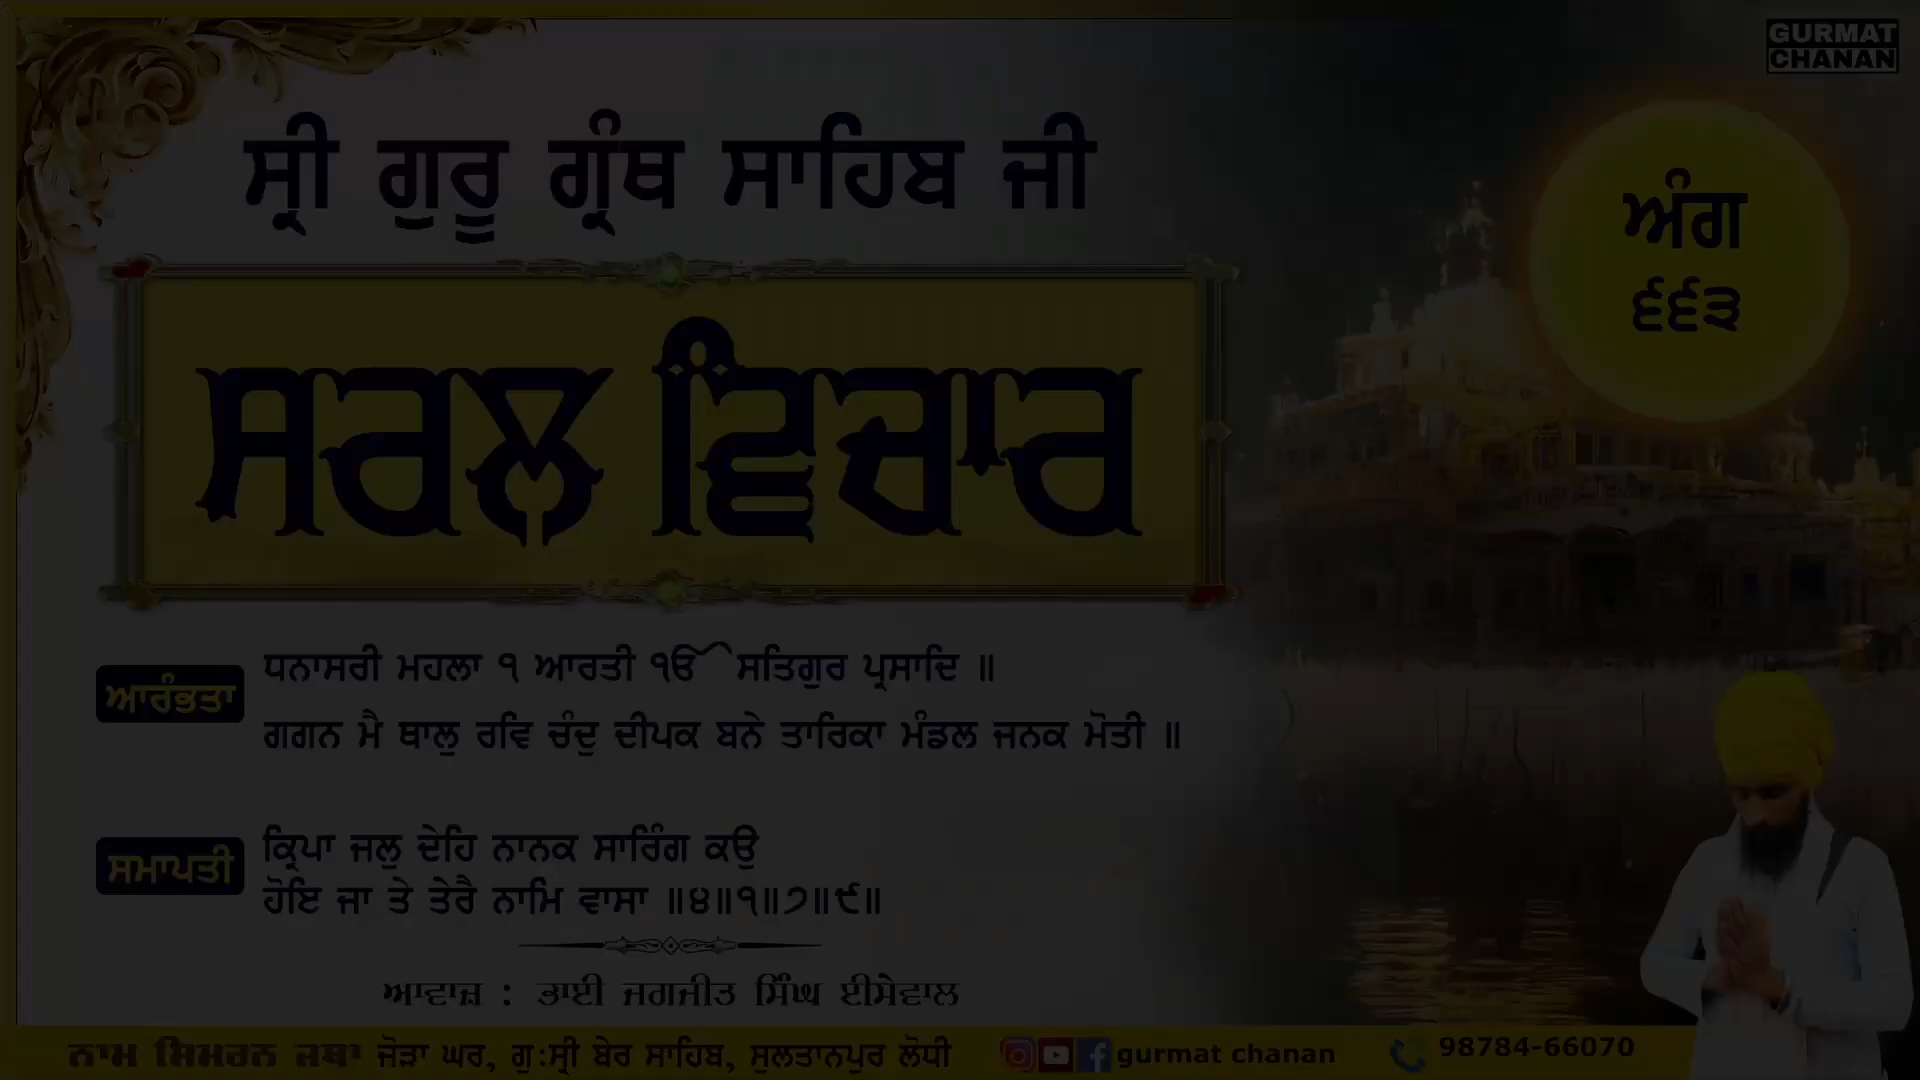 GURMAT
CHANAN
ਸ੍ਰੀ ਗੁਰੂ ਗ੍ਰੰਥ ਸਾਹਿਬ ਜੀ
ਅੰਗ
੬੬੩
ਸਰਲ ਵਿਚਾਰ
ਆਰੰਭਤਾ
ਧਨਾਸਰੀ ਮਹਲਾ ੧ ਆਰਤੀ ੴ ਸਤਿਗੁਰ ਪ੍ਰਸਾਦਿ ॥
ਗਗਨ ਮੈ ਥਾਲੁ ਰਵਿ ਚੰਦੁ ਦੀਪਕ ਬਨੇ ਤਾਰਿਕਾ ਮੰਡਲ ਜਨਕ ਮੋਤੀ ॥
ਸਮਾਪਤੀ
ਕ੍ਰਿਪਾ ਜਲੁ ਦੇਹਿ ਨਾਨਕ ਸਾਰਿੰਗ ਕਉ
ਹੋਇ ਜਾ ਤੇ ਤੇਰੈ ਨਾਮਿ ਵਾਸਾ ॥੪॥੧॥੭॥੯॥
ਆਵਾਜ਼ : ਭਾਈ ਜਗਜੀਤ ਸਿੰਘ ਈਸੇਵਾਲ
ਨਾਮ ਸਿਮਰਨ ਜਥਾ ਜੋੜਾ ਘਰ, ਗੁ:ਸ੍ਰੀ ਬੇਰ ਸਾਹਿਬ, ਸੁਲਤਾਨਪੁਰ ਲੋਧੀ gurmat chanan 98784-66070